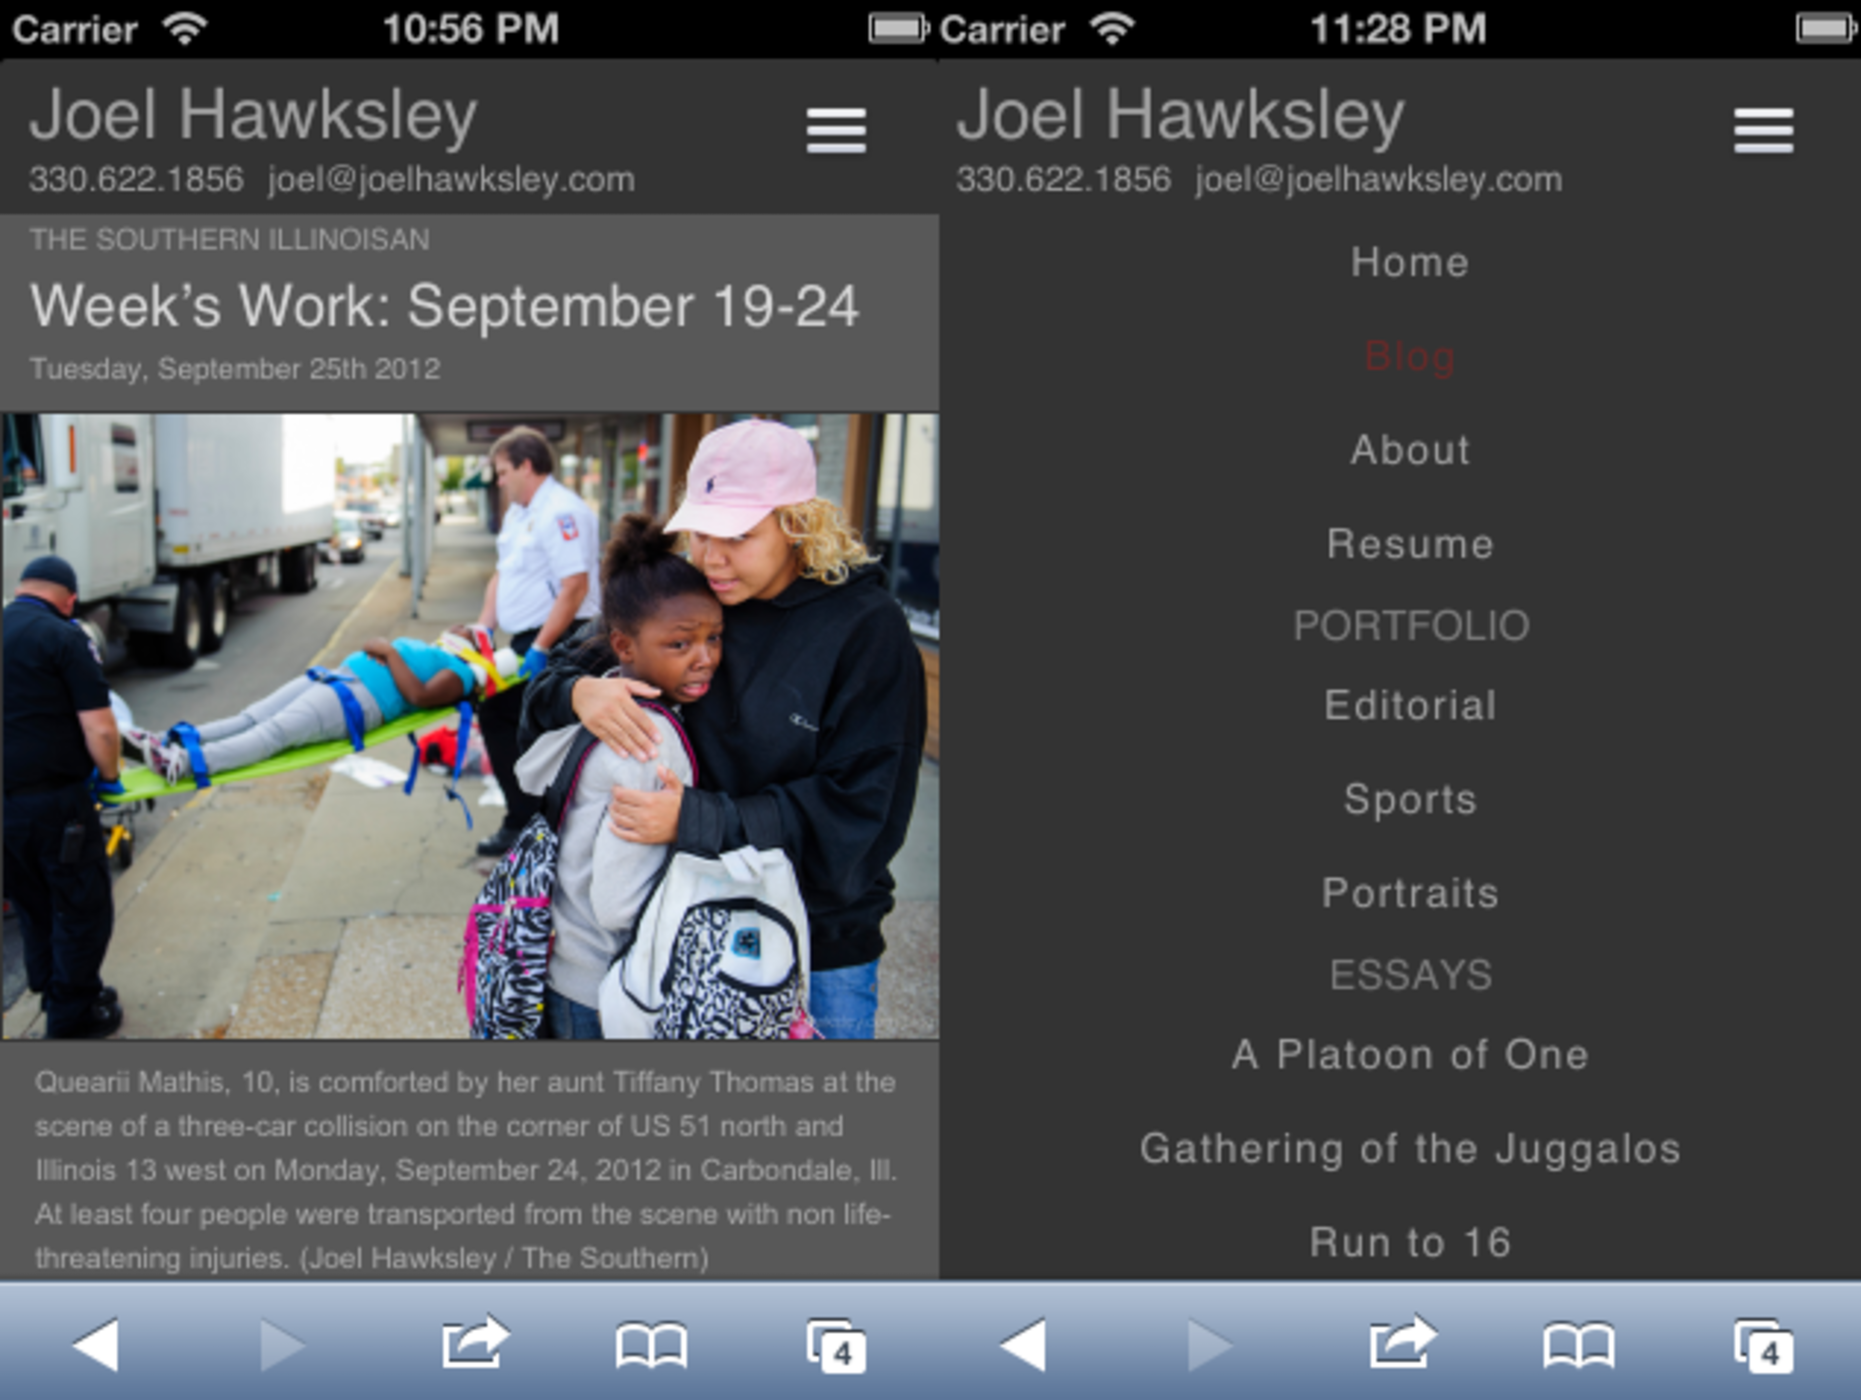 Carrier 10:56 PM
Joel Hawksley
330.622.1856 joel@joelhawksley.com
THE SOUTHERN ILLINOISAN
Week’s Work: September 19-24
Tuesday, September 25th 2012
Quearii Mathis, 10, is comforted by her aunt Tiffany Thomas at the
scene of a three-car collision on the corner of US 51 north and
Illinois 13 west on Monday, September 24, 2012 in Carbondale, Ill.
At least four people were transported from the scene with non life-
threatening injuries. (Joel Hawksley / The Southern)
4
Carrier 11:28 PM
Joel Hawksley
330.622.1856 joel@joelhawksley.com
Home
Blog
About
Resume
PORTFOLIO
Editorial
Sports
Portraits
ESSAYS
A Platoon of One
Gathering of the Juggalos
Run to 16
4